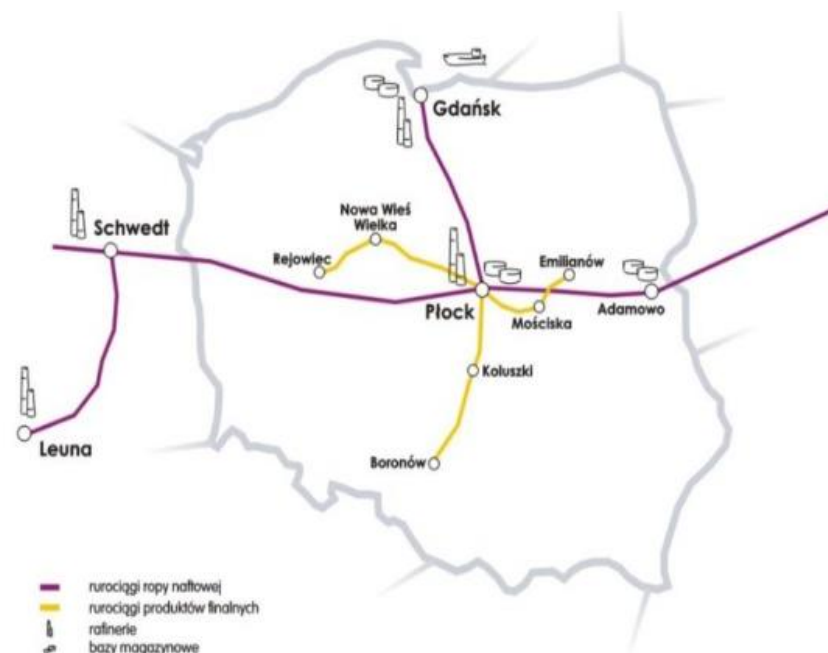 Gdańsk
Schwedt
Nowa Wieś
Wielka
Rejowiec
Emilianów
Płock
Mościska
Adamowo
Koluszki
Leuna
Boronów
rurociągi ropy naftowej
rurociągi produktów finalnych
rafinerie
bazy magazynowe